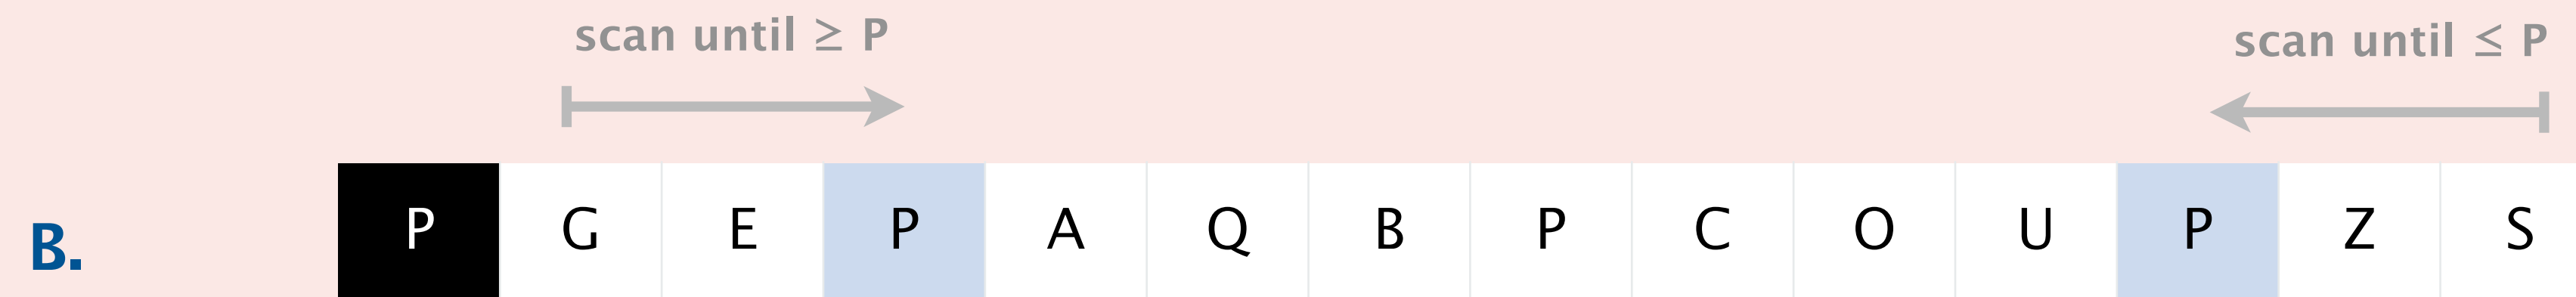 scan until ≥ P
scan until ≤ P
B.
P G E P A Q B P C O U P Z S